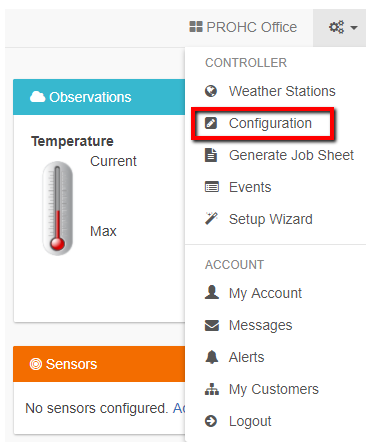 PROHC Office
CONTROLLER
Weather Stations
Configuration
Generate Job Sheet
Events
Setup Wizard
ACCOUNT
My Account
Messages
Alerts
My Customers
Logout
Observations
Temperature
Current
Max
Sensors
No sensors configured.